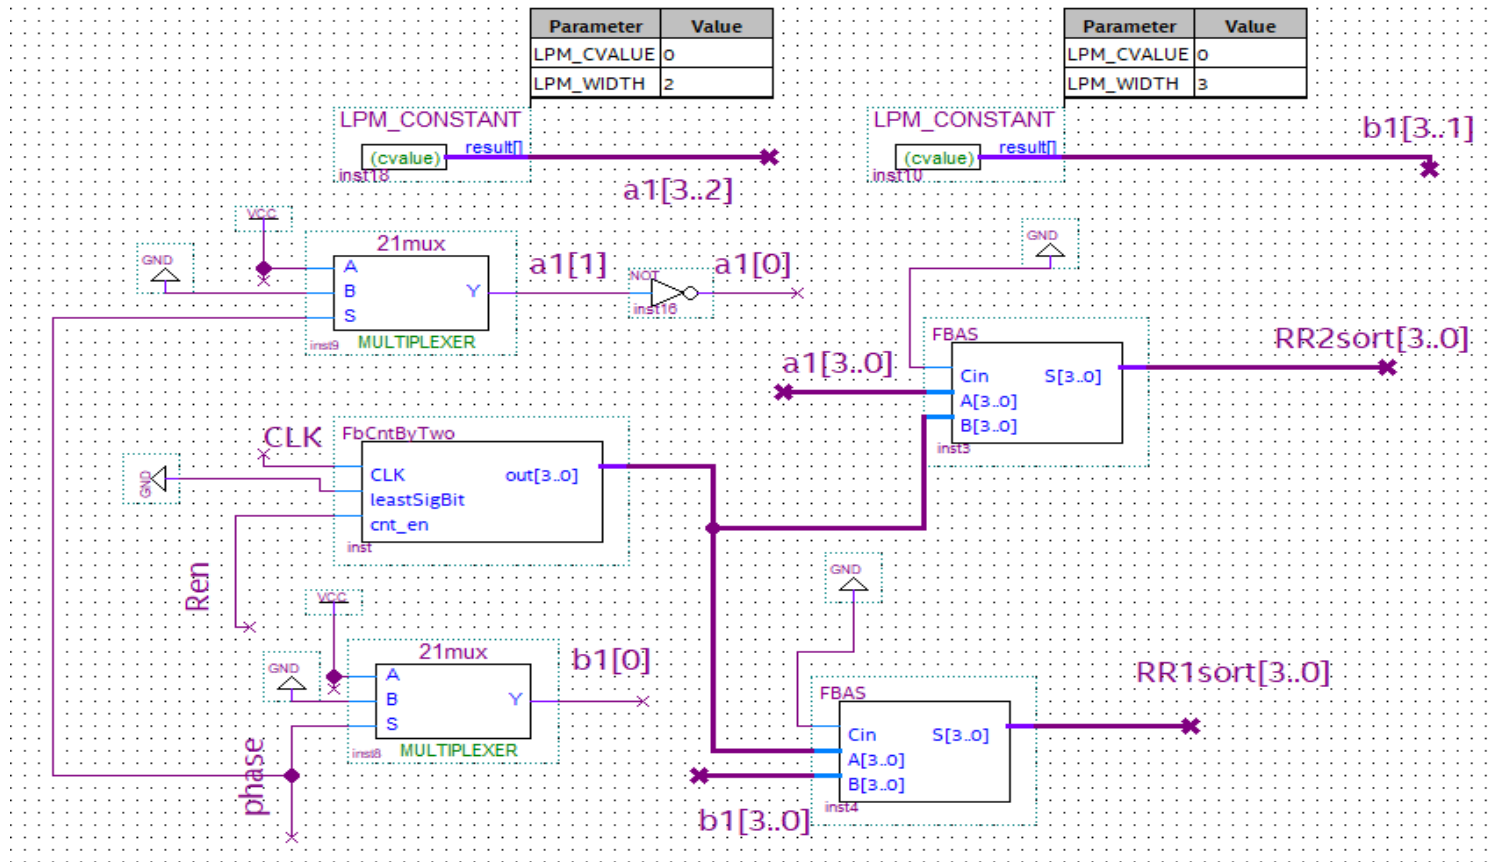 Parameter Value
LPM_CVALUE 0
LPM_WIDTH 2
Parameter Value
LPM_CVALUE 0
LPM_WIDTH 3
LPM_CONSTANT
(cvalue) result[]
inst18
a1[3..2]
LPM_CONSTANT
(cvalue) result[]
inst10
b1[3..1]
VCC
GND
21mux
A
B
S
Y
inst9
MULTIPLEXER
a1[1]
NOT
inst16
a1[0]
GND
FBAS
Cin
A[3..0]
B[3..0]
S[3..0]
inst3
a1[3..0]
RR2sort[3..0]
CLK
GND
FbCntByTwo
CLK
leastSigBit
cnt_en
out[3..0]
inst
Ren
VCC
GND
21mux
A
B
S
Y
inst8
MULTIPLEXER
b1[0]
phase
GND
FBAS
Cin
A[3..0]
B[3..0]
S[3..0]
inst4
b1[3..0]
RR1sort[3..0]